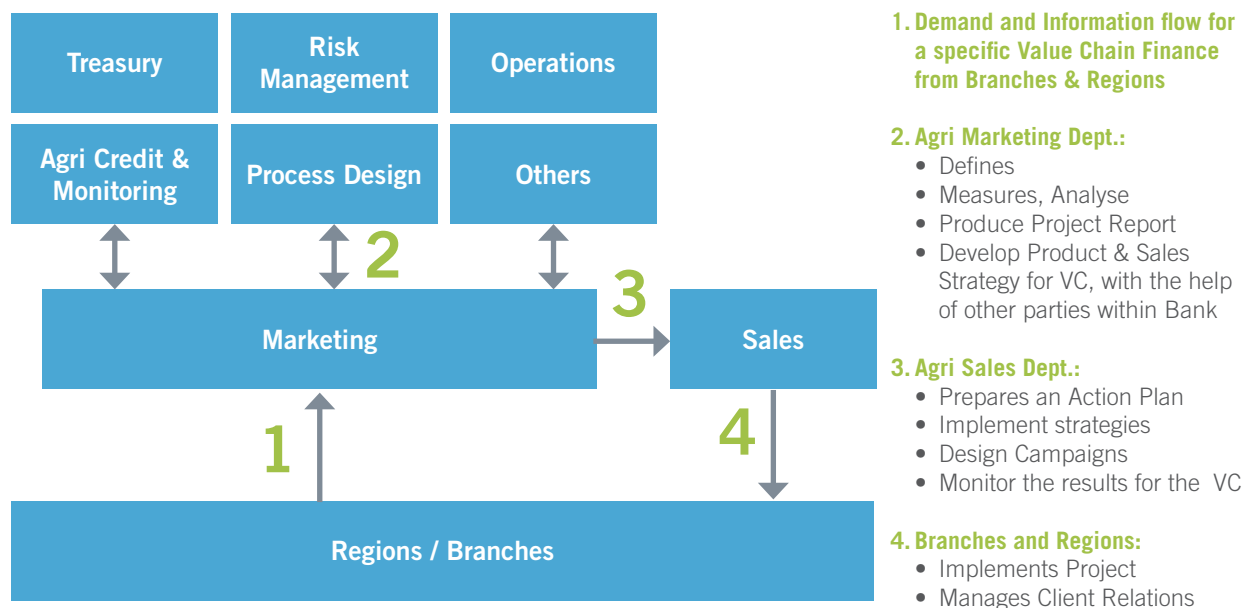 Treasury
Risk
Management
Operations
Agri Credit &
Monitoring
Process Design
Others
2
3
Marketing
Sales
1
4
Regions / Branches
1. Demand and Information flow for
a specific Value Chain Finance
from Branches & Regions
2. Agri Marketing Dept.:
• Defines
• Measures, Analyse
• Produce Project Report
• Develop Product & Sales
Strategy for VC, with the help
of other parties within Bank
3. Agri Sales Dept.:
• Prepares an Action Plan
• Implement strategies
• Design Campaigns
• Monitor the results for the VC
4. Branches and Regions:
• Implements Project
• Manages Client Relations